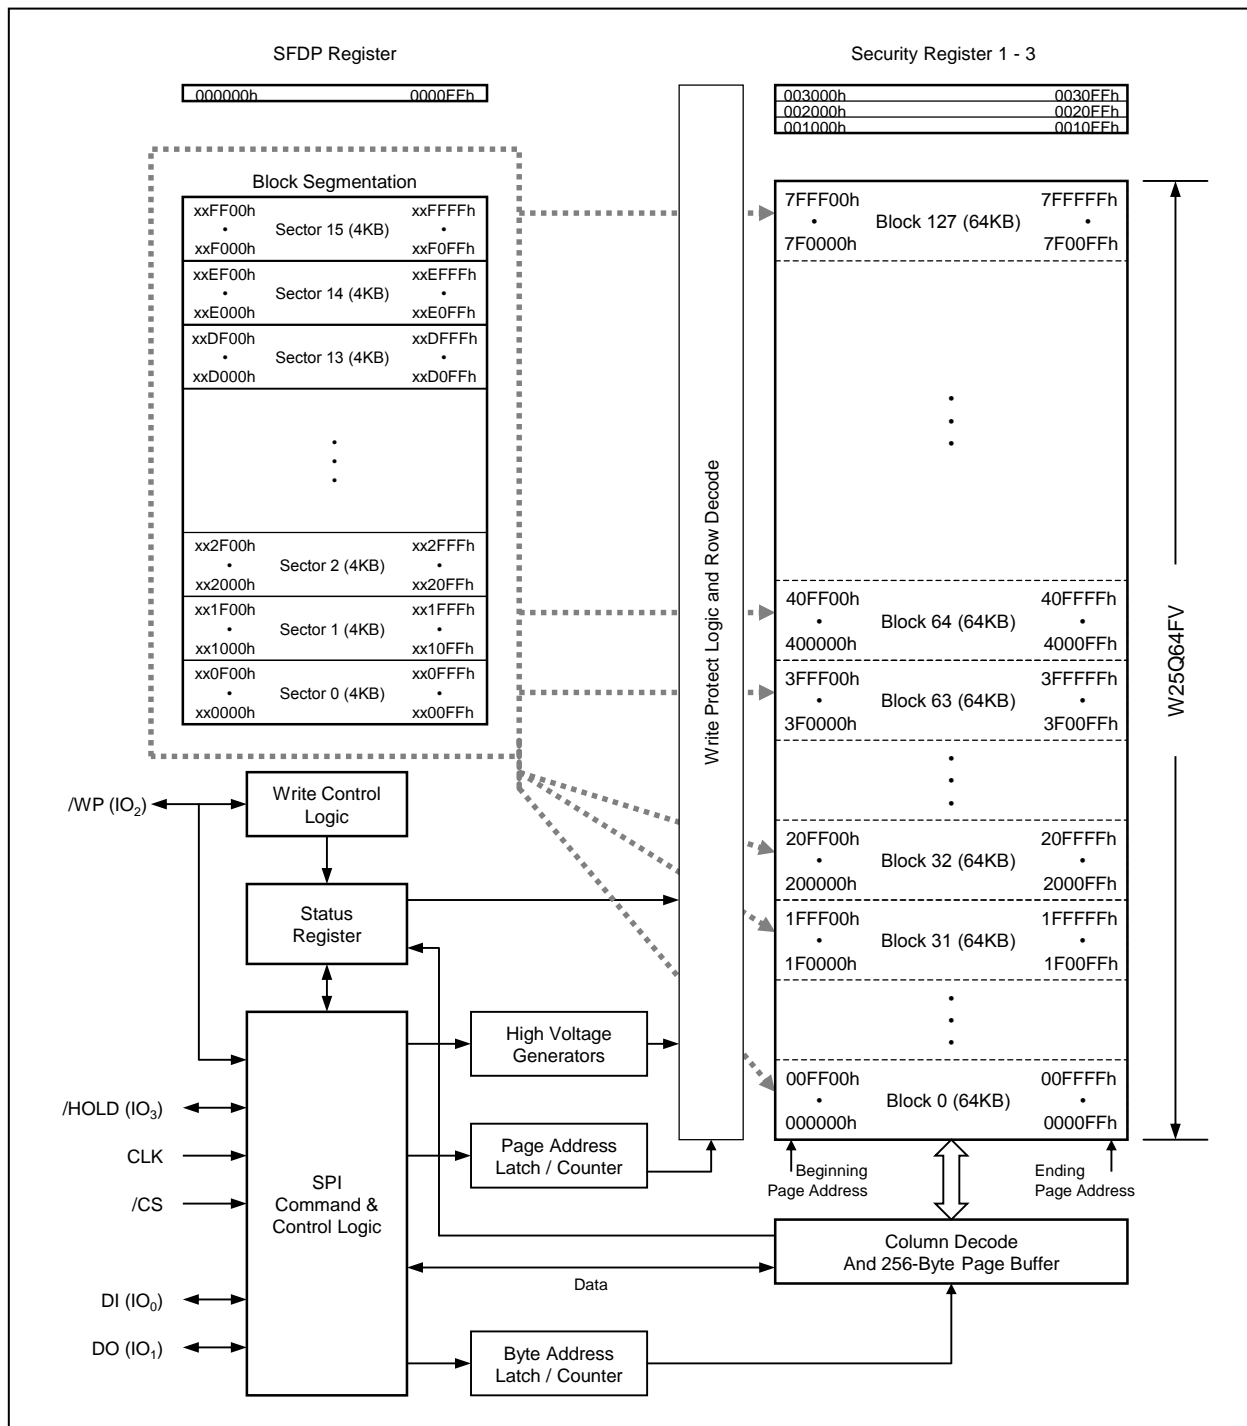 SFDP Register
000000h 0000FFh
Security Register 1 - 3
003000h 0030FFh
002000h 0020FFh
001000h 0010FFh
Block Segmentation
xxFF00h xxFFFFh
• Sector 15 (4KB) •
xxF000h xxF0FFh
xxEF00h xxEFFFh
• Sector 14 (4KB) •
xxE000h xxE0FFh
xxDF00h xxDFFFh
• Sector 13 (4KB) •
xxD000h xxD0FFh
xx2F00h xx2FFFh
• Sector 2 (4KB) •
xx2000h xx20FFh
xx1F00h xx1FFFh
• Sector 1 (4KB) •
xx1000h xx10FFh
xx0F00h xx0FFFh
• Sector 0 (4KB) •
xx0000h xx00FFh
Write Protect Logic and Row Decode
7FFF00h 7FFFFFh
• Block 127 (64KB) •
7F0000h 7F00FFh
40FF00h 40FFFFh
• Block 64 (64KB) •
400000h 4000FFh
3FFF00h 3FFFFFh
• Block 63 (64KB) •
3F0000h 3F00FFh
20FF00h 20FFFFh
• Block 32 (64KB) •
200000h 2000FFh
1FFF00h 1FFFFFh
• Block 31 (64KB) •
1F0000h 1F00FFh
00FF00h 00FFFFh
• Block 0 (64KB) •
000000h 0000FFh
W25Q64FV
Beginning
Page Address
Ending
Page Address
/WP (IO2)
Write Control
Logic
Status
Register
High Voltage
Generators
/HOLD (IO3)
CLK
/CS
DI (IO0)
DO (IO1)
SPI
Command &
Control Logic
Page Address
Latch / Counter
Column Decode
And 256-Byte Page Buffer
Data
Byte Address
Latch / Counter